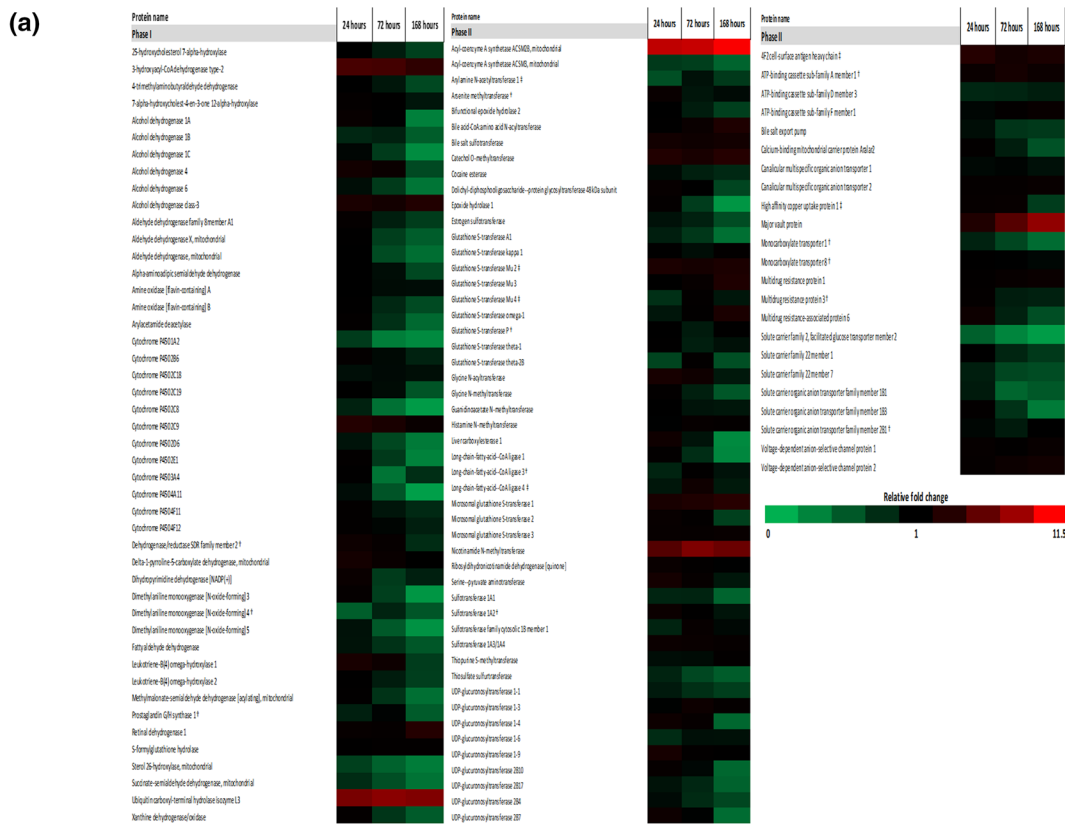 (a)
Protein name
24 hours 72 hours 168 hours
Phase I
25-hydroxycholesterol 7-alpha-hydroxylase
3-hydroxyacyl-CoA dehydrogenase type-2
4-trimethylaminobutyraldehyde dehydrogenase
7-alpha-hydroxycholest-4-en-3-one 12-alpha-hydroxylase
Alcohol dehydrogenase 1A
Alcohol dehydrogenase 1B
Alcohol dehydrogenase 1C
Alcohol dehydrogenase 4
Alcohol dehydrogenase 6
Alcohol dehydrogenase class-3
Aldehyde dehydrogenase family 8 member A1
Aldehyde dehydrogenase X, mitochondrial
Aldehyde dehydrogenase, mitochondrial
Alpha-aminoadipic semialdehyde dehydrogenase
Amine oxidase [flavin-containing] A
Amine oxidase [flavin-containing] B
Arylacetamide deacetylase
Cytochrome P4501A2
Cytochrome P4502B6
Cytochrome P4502C18
Cytochrome P4502C19
Cytochrome P4502C8
Cytochrome P4502C9
Cytochrome P4502D6
Cytochrome P4502E1
Cytochrome P4503A4
Cytochrome P4504A11
Cytochrome P4504F11
Cytochrome P4504F12
Dehydrogenase/reductase SDR family member 2 †
Delta-1-pyrroline-5-carboxylate dehydrogenase, mitochondrial
Dihydropyrimidine dehydrogenase [NADP(+)]
Dimethylaniline monooxygenase [N-oxide-forming] 3
Dimethylaniline monooxygenase [N-oxide-forming] 4 †
Dimethylaniline monooxygenase [N-oxide-forming] 5
Fatty aldehyde dehydrogenase
Leukotriene-B(4) omega-hydroxylase 1
Leukotriene-B(4) omega-hydroxylase 2
Methylmalonate-semialdehyde dehydrogenase [acylating], mitochondrial
Prostaglandin G/H synthase 1 †
Retinal dehydrogenase 1
S-formylglutathione hydrolase
Sterol 26-hydroxylase, mitochondrial
Succinate-semialdehyde dehydrogenase, mitochondrial
Ubiquitin carboxyl-terminal hydrolase isozyme L3
Xanthine dehydrogenase/oxidase
Protein name
24 hours 72 hours 168 hours
Phase II
Acyl-coenzyme A synthetase ACSM2B, mitochondrial
Acyl-coenzyme A synthetase ACSM3, mitochondrial
Arylamine N-acetyltransferase 1 ‡
Arsenite methyltransferase †
Bifunctional epoxide hydrolase 2
Bile acid-CoA:amino acid N-acyltransferase
Bile salt sulfotransferase
Catechol O-methyltransferase
Cocaine esterase
Dolichyl-diphosphooligosaccharide--protein glycosyltransferase 48 kDa subunit
Epoxide hydrolase 1
Estrogen sulfotransferase
Glutathione S-transferase A1
Glutathione S-transferase kappa 1
Glutathione S-transferase Mu 2 ‡
Glutathione S-transferase Mu 3
Glutathione S-transferase Mu 4 ‡
Glutathione S-transferase omega-1
Glutathione S-transferase P †
Glutathione S-transferase theta-1
Glutathione S-transferase theta-2B
Glycine N-acyltransferase
Glycine N-methyltransferase
Guanidinoacetate N-methyltransferase
Histamine N-methyltransferase
Liver carboxylesterase 1
Long-chain-fatty-acid--CoA ligase 1
Long-chain-fatty-acid--CoA ligase 3 †
Long-chain-fatty-acid--CoA ligase 4 ‡
Microsomal glutathione S-transferase 1
Microsomal glutathione S-transferase 2
Microsomal glutathione S-transferase 3
Nicotinamide N-methyltransferase
Ribosyldihydronicotinamide dehydrogenase [quinone]
Serine--pyruvate aminotransferase
Sulfotransferase 1A1
Sulfotransferase 1A2 †
Sulfotransferase family cytosolic 1B member 1
Sulfotransferase 1A3/1A4
Thiopurine S-methyltransferase
Thiosulfate sulfurtransferase
UDP-glucuronosyltransferase 1-1
UDP-glucuronosyltransferase 1-3
UDP-glucuronosyltransferase 1-4
UDP-glucuronosyltransferase 1-6
UDP-glucuronosyltransferase 1-9
UDP-glucuronosyltransferase 2B10
UDP-glucuronosyltransferase 2B17
UDP-glucuronosyltransferase 2B4
UDP-glucuronosyltransferase 2B7
Protein name
24 hours 72 hours 168 hours
Phase II
4F2 cell-surface antigen heavy chain ‡
ATP-binding cassette sub-family A member 1 †
ATP-binding cassette sub-family D member 3
ATP-binding cassette sub-family F member 1
Bile salt export pump
Calcium-binding mitochondrial carrier protein Aralar2
Canalicular multispecific organic anion transporter 1
Canalicular multispecific organic anion transporter 2
High affinity copper uptake protein 1 ‡
Major vault protein
Monocarboxylate transporter 1 †
Monocarboxylate transporter 8 †
Multidrug resistance protein 1
Multidrug resistance protein 3 †
Multidrug resistance-associated protein 6
Solute carrier family 2, facilitated glucose transporter member 2
Solute carrier family 22 member 1
Solute carrier family 22 member 7
Solute carrier organic anion transporter family member 1B1
Solute carrier organic anion transporter family member 1B3
Solute carrier organic anion transporter family member 2B1 †
Voltage-dependent anion-selective channel protein 1
Voltage-dependent anion-selective channel protein 2
Relative fold change
0 1 11.5